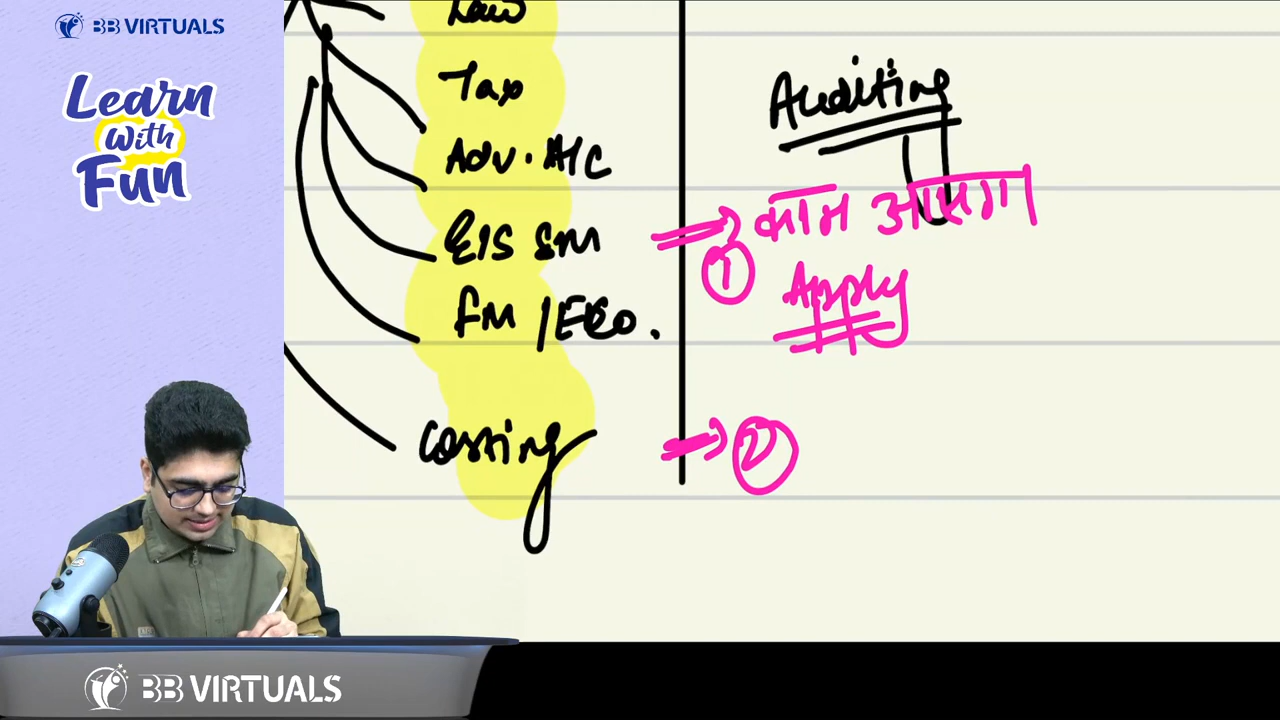 BB VIRTUALS
Learn
With
Fun
Law
Tax
Adv. A/C
EIS SM
FM / Eco.
Costing
Auditing
① काम आएगा
Apply
②
BB VIRTUALS